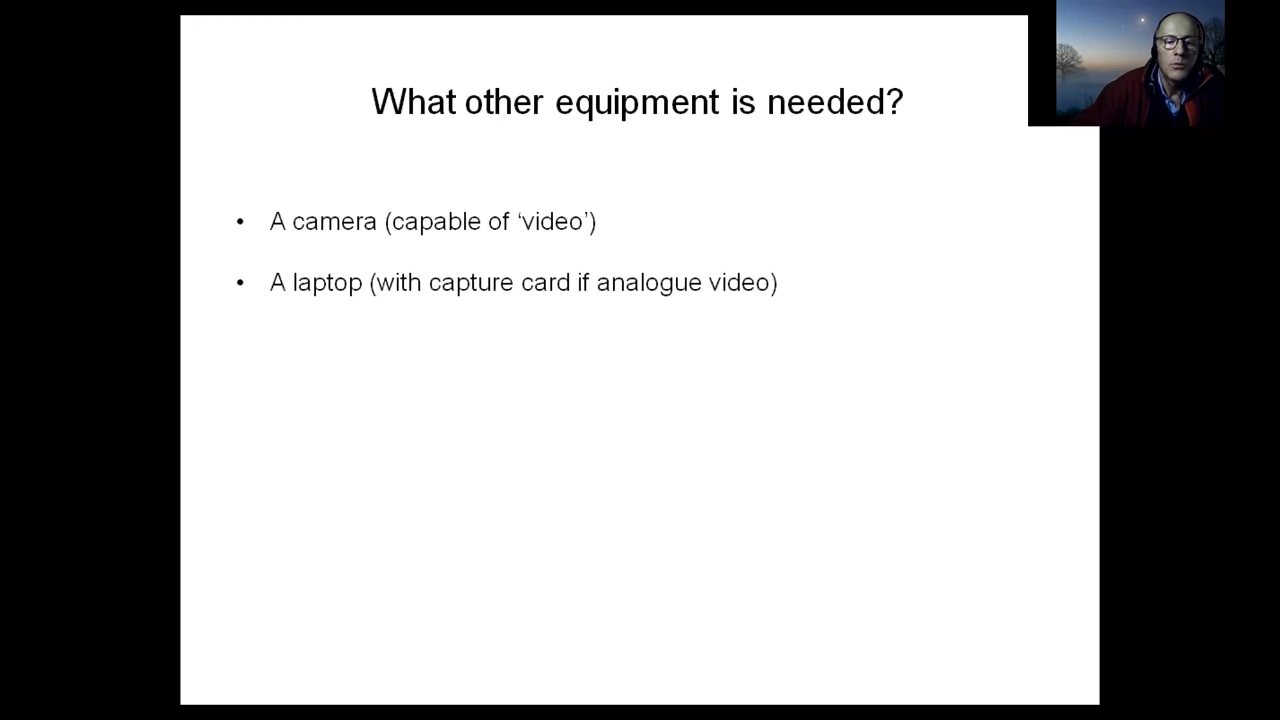 What other equipment is needed?
• A camera (capable of ‘video’)
• A laptop (with capture card if analogue video)